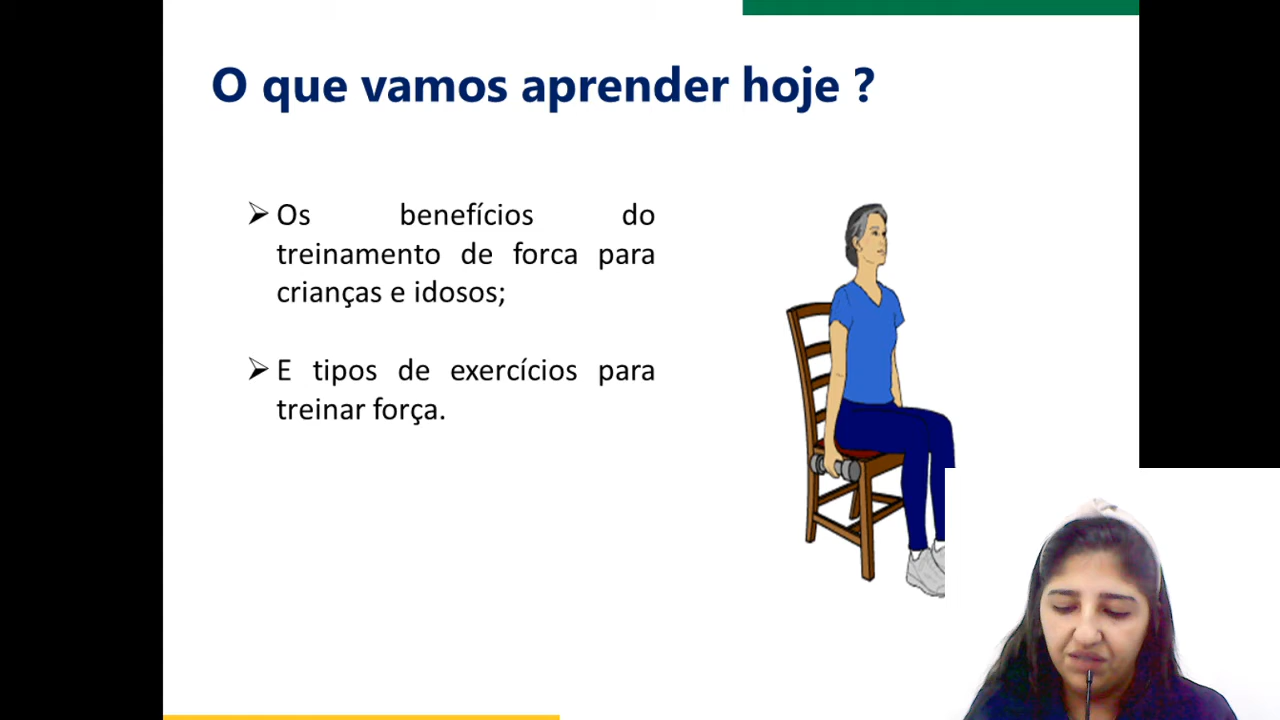 O que vamos aprender hoje ?
Os benefícios do
treinamento de forca para
crianças e idosos;
E tipos de exercícios para
treinar força.